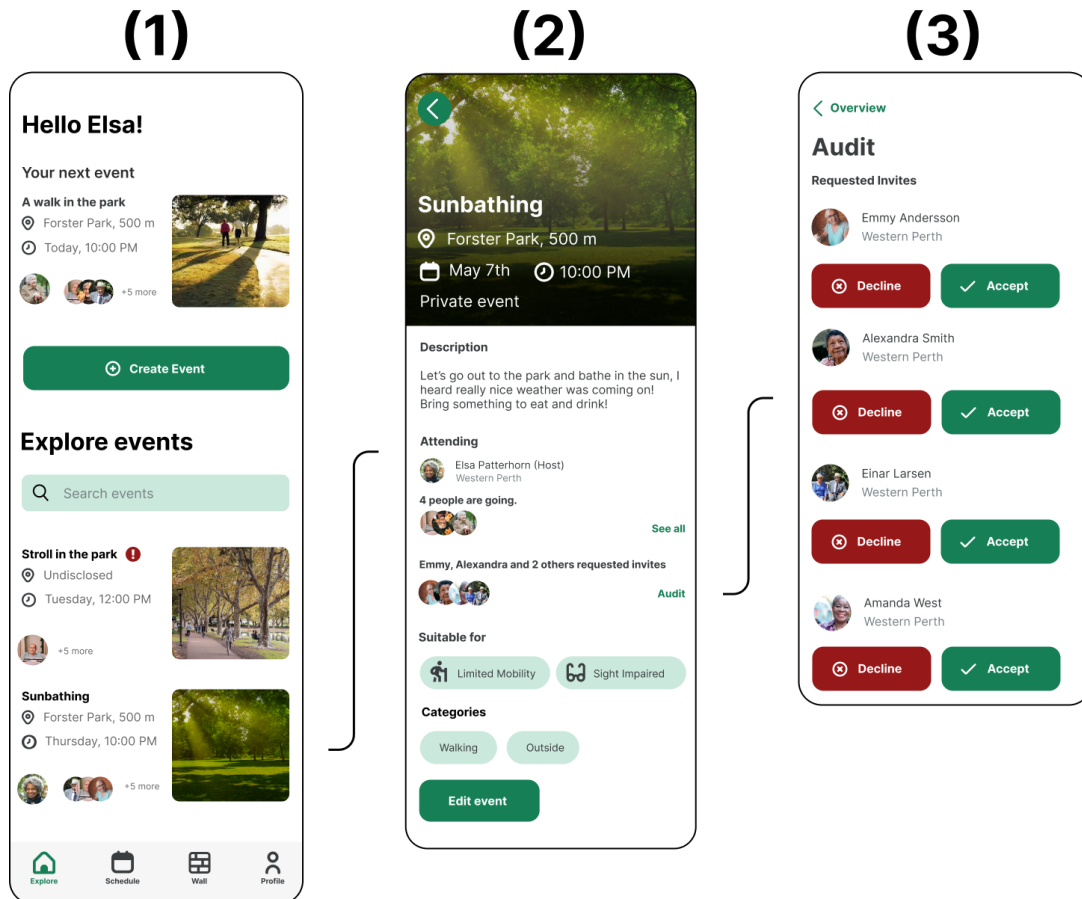 (1)
Hello Elsa!
Your next event
A walk in the park
Forster Park, 500 m
Today, 10:00 PM
+5 more
Create Event
Explore events
Search events
Stroll in the park
Undisclosed
Tuesday, 12:00 PM
+5 more
Sunbathing
Forster Park, 500 m
Thursday, 10:00 PM
+5 more
Explore
Schedule
Wall
Profile
(2)
Sunbathing
Forster Park, 500 m
May 7th
10:00 PM
Private event
Description
Let's go out to the park and bathe in the sun, I
heard really nice weather was coming on!
Bring something to eat and drink!
Attending
Elsa Patterhorn (Host)
Western Perth
4 people are going.
See all
Emmy, Alexandra and 2 others requested invites
Audit
Suitable for
Limited Mobility
Sight Impaired
Categories
Walking
Outside
Edit event
(3)
Overview
Audit
Requested Invites
Emmy Andersson
Western Perth
Decline
Accept
Alexandra Smith
Western Perth
Decline
Accept
Einar Larsen
Western Perth
Decline
Accept
Amanda West
Western Perth
Decline
Accept